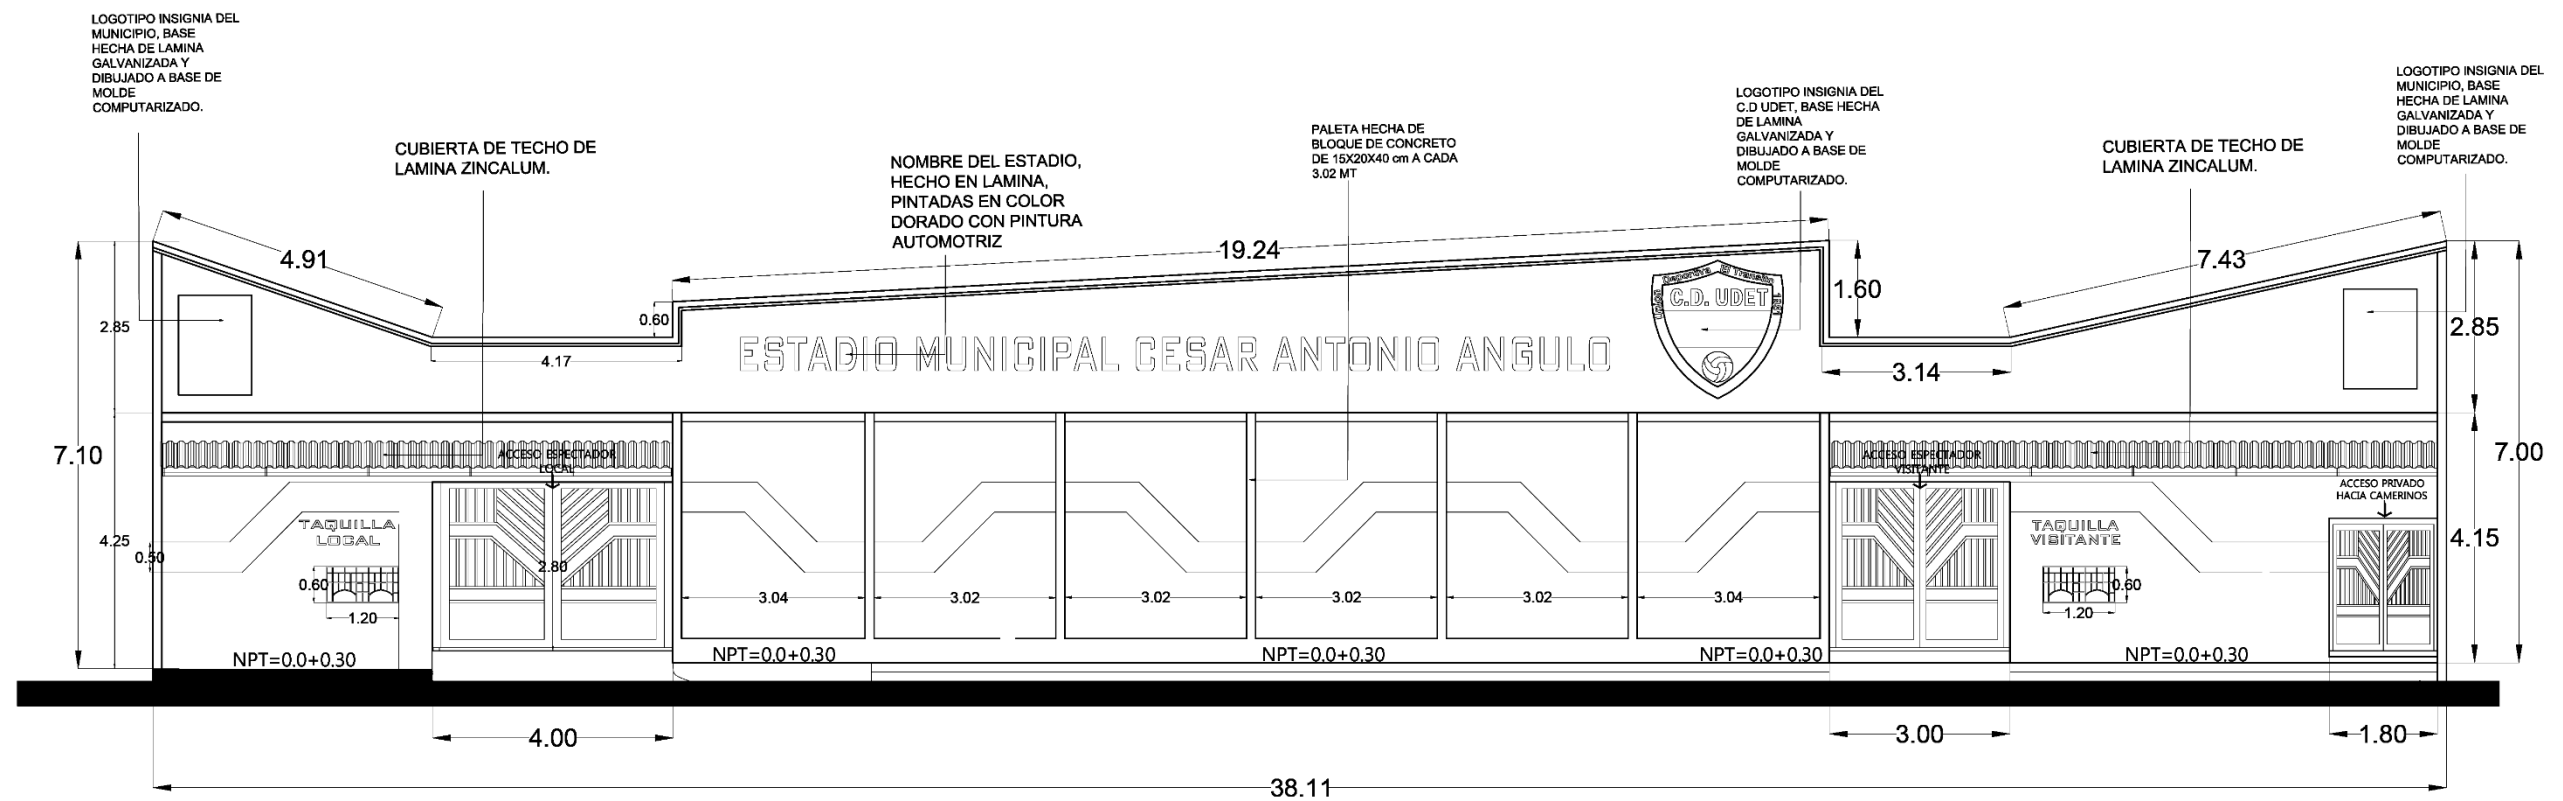 LOGOTIPO INSIGNIA DEL
MUNICIPIO, BASE
HECHA DE LAMINA
GALVANIZADA Y
DIBUJADO A BASE DE
MOLDE
COMPUTARIZADO.
CUBIERTA DE TECHO DE
LAMINA ZINCALUM.
NOMBRE DEL ESTADIO,
HECHO EN LAMINA,
PINTADAS EN COLOR
DORADO CON PINTURA
AUTOMOTRIZ
PALETA HECHA DE
BLOQUE DE CONCRETO
DE 15X20X40 cm A CADA
3.02 MT
LOGOTIPO INSIGNIA DEL
C.D UDET, BASE HECHA
DE LAMINA
GALVANIZADA Y
DIBUJADO A BASE DE
MOLDE
COMPUTARIZADO.
CUBIERTA DE TECHO DE
LAMINA ZINCALUM.
LOGOTIPO INSIGNIA DEL
MUNICIPIO, BASE
HECHA DE LAMINA
GALVANIZADA Y
DIBUJADO A BASE DE
MOLDE
COMPUTARIZADO.
4.91
19.24
7.43
0.60
1.60
2.85
4.17
3.14
2.85
Union Deportiva El Transito 1951
C.D. UDET
ESTADIO MUNICIPAL CESAR ANTONIO ANGULO
7.10
7.00
ACCESO ESPECTADOR
LOCAL
ACCESO ESPECTADOR
VISITANTE
ACCESO PRIVADO
HACIA CAMERINOS
TAQUILLA
LOCAL
TAQUILLA
VISITANTE
4.25
4.15
0.50
2.80
0.60
1.20
3.04
3.02
3.02
3.02
3.02
3.04
0.60
1.20
NPT=0.0+0.30
NPT=0.0+0.30
NPT=0.0+0.30
NPT=0.0+0.30
NPT=0.0+0.30
4.00
3.00
1.80
38.11